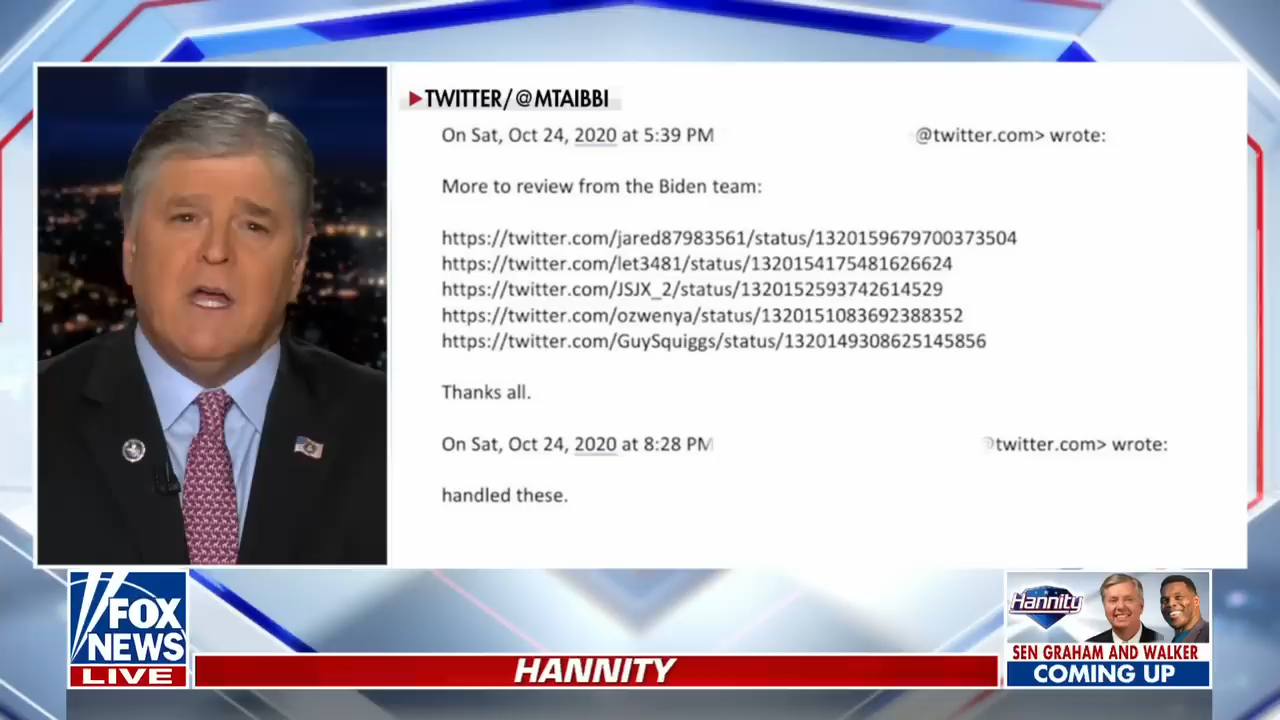 TWITTER/@MTAIBBI
On Sat, Oct 24, 2020 at 5:39 PM @twitter.com> wrote:
More to review from the Biden team:
https://twitter.com/jared87983561/status/1320159679700373504
https://twitter.com/let3481/status/1320154175481626624
https://twitter.com/JSJX_2/status/1320152593742614529
https://twitter.com/ozwenya/status/1320151083692388352
https://twitter.com/GuySquiggs/status/1320149308625145856
Thanks all.
On Sat, Oct 24, 2020 at 8:28 PM @twitter.com> wrote:
handled these.
FOX
NEWS
LIVE
HANNITY
Hannity
SEN GRAHAM AND WALKER
COMING UP